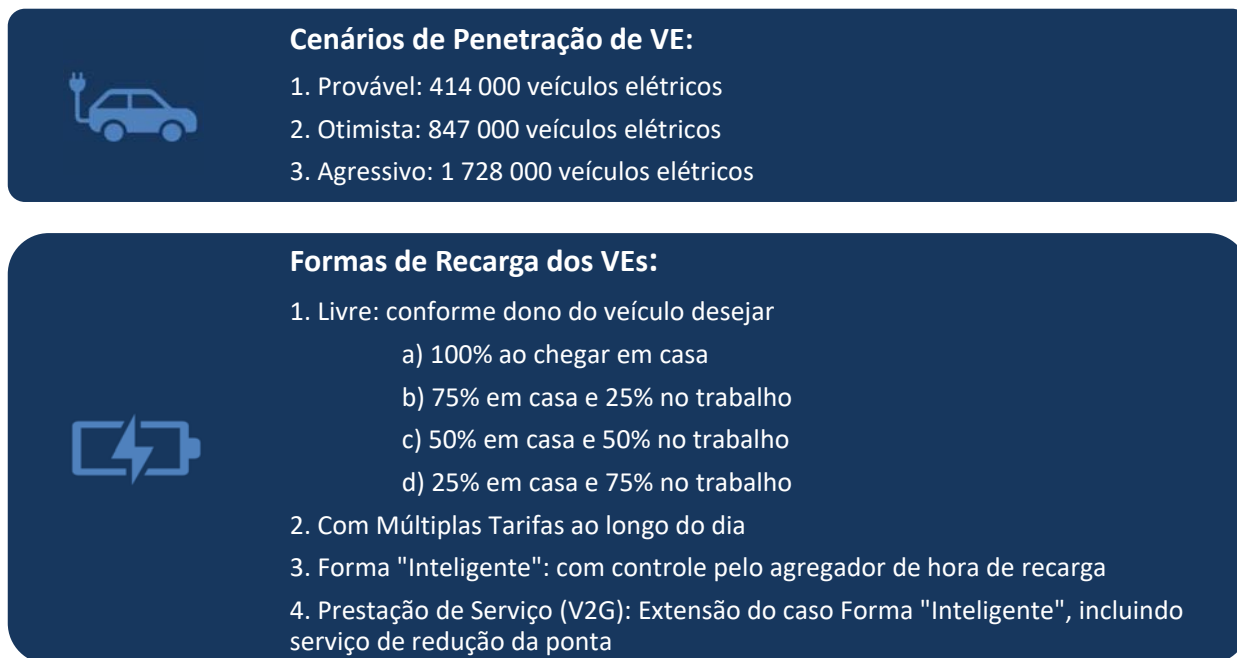 Cenários de Penetração de VE:
1. Provável: 414 000 veículos elétricos
2. Otimista: 847 000 veículos elétricos
3. Agressivo: 1 728 000 veículos elétricos
Formas de Recarga dos VEs:
1. Livre: conforme dono do veículo desejar
a) 100% ao chegar em casa
b) 75% em casa e 25% no trabalho
c) 50% em casa e 50% no trabalho
d) 25% em casa e 75% no trabalho
2. Com Múltiplas Tarifas ao longo do dia
3. Forma "Inteligente": com controle pelo agregador de hora de recarga
4. Prestação de Serviço (V2G): Extensão do caso Forma "Inteligente", incluindo
serviço de redução da ponta